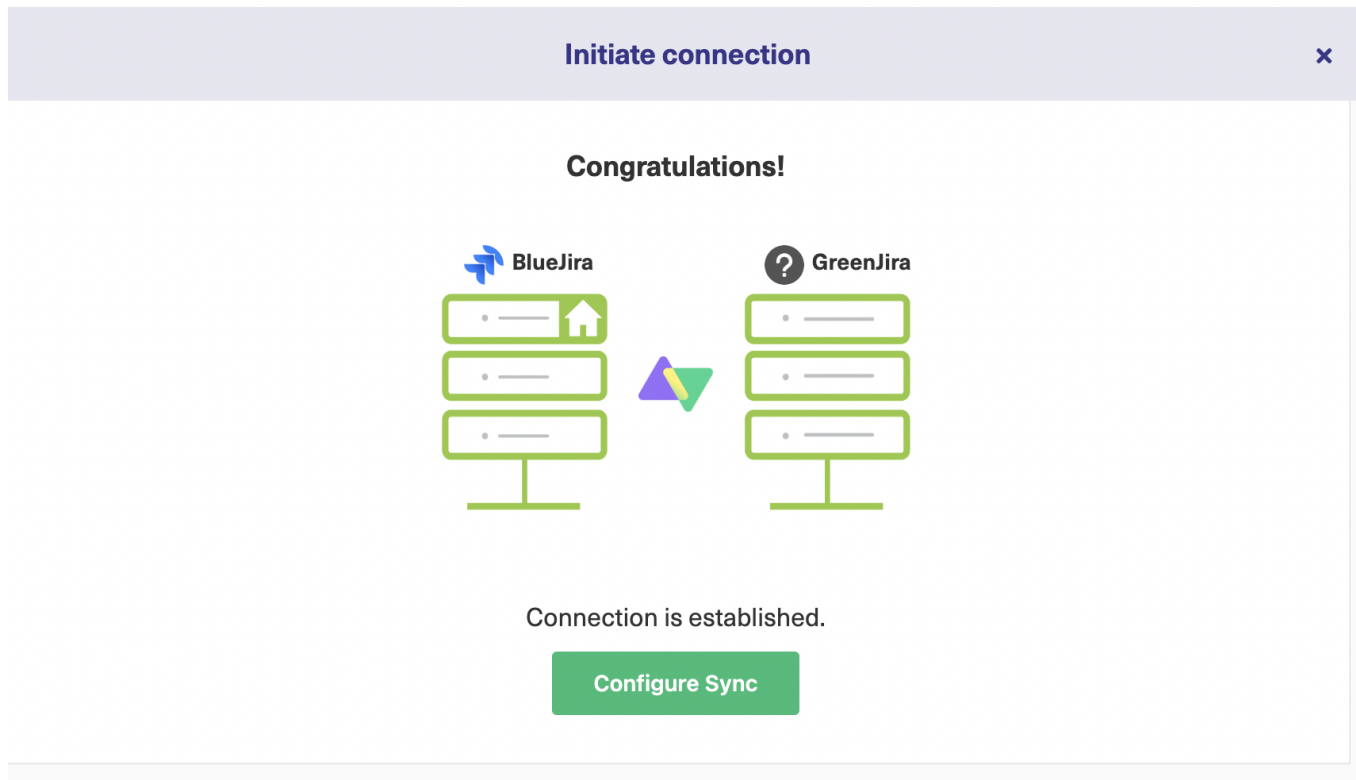 Initiate connection
Congratulations!
BlueJira
? GreenJira
Connection is established.
Configure Sync